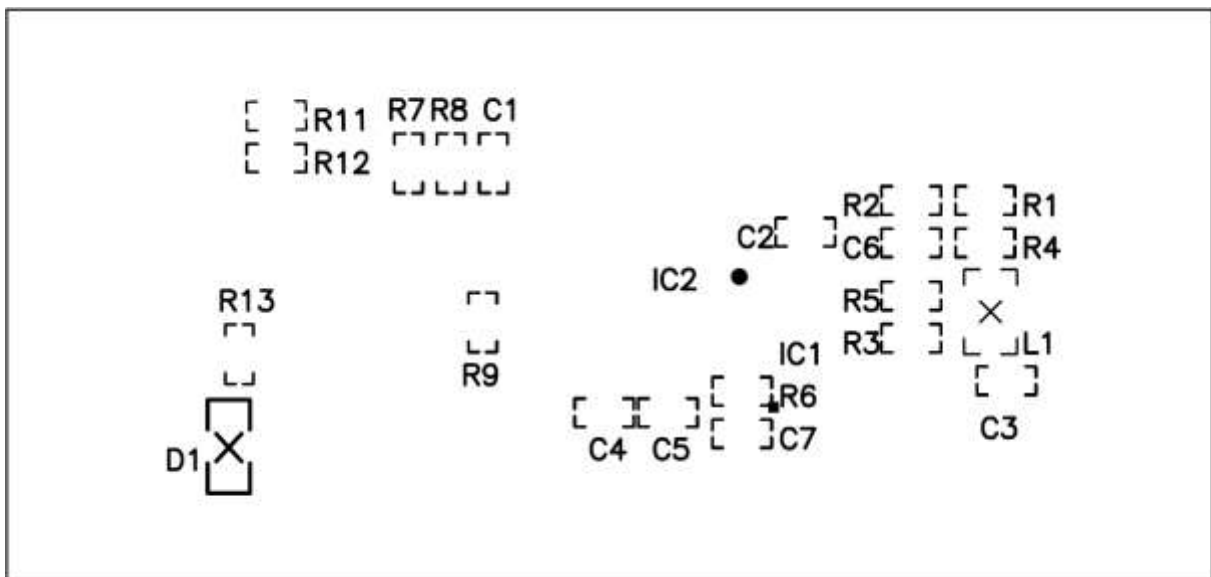 R7 R8 C1
R11
R12
R2 R1
C2 C6 R4
IC2
R13 R5
R3 L1
IC1
R9 R6
C3
C4 C5 C7
D1